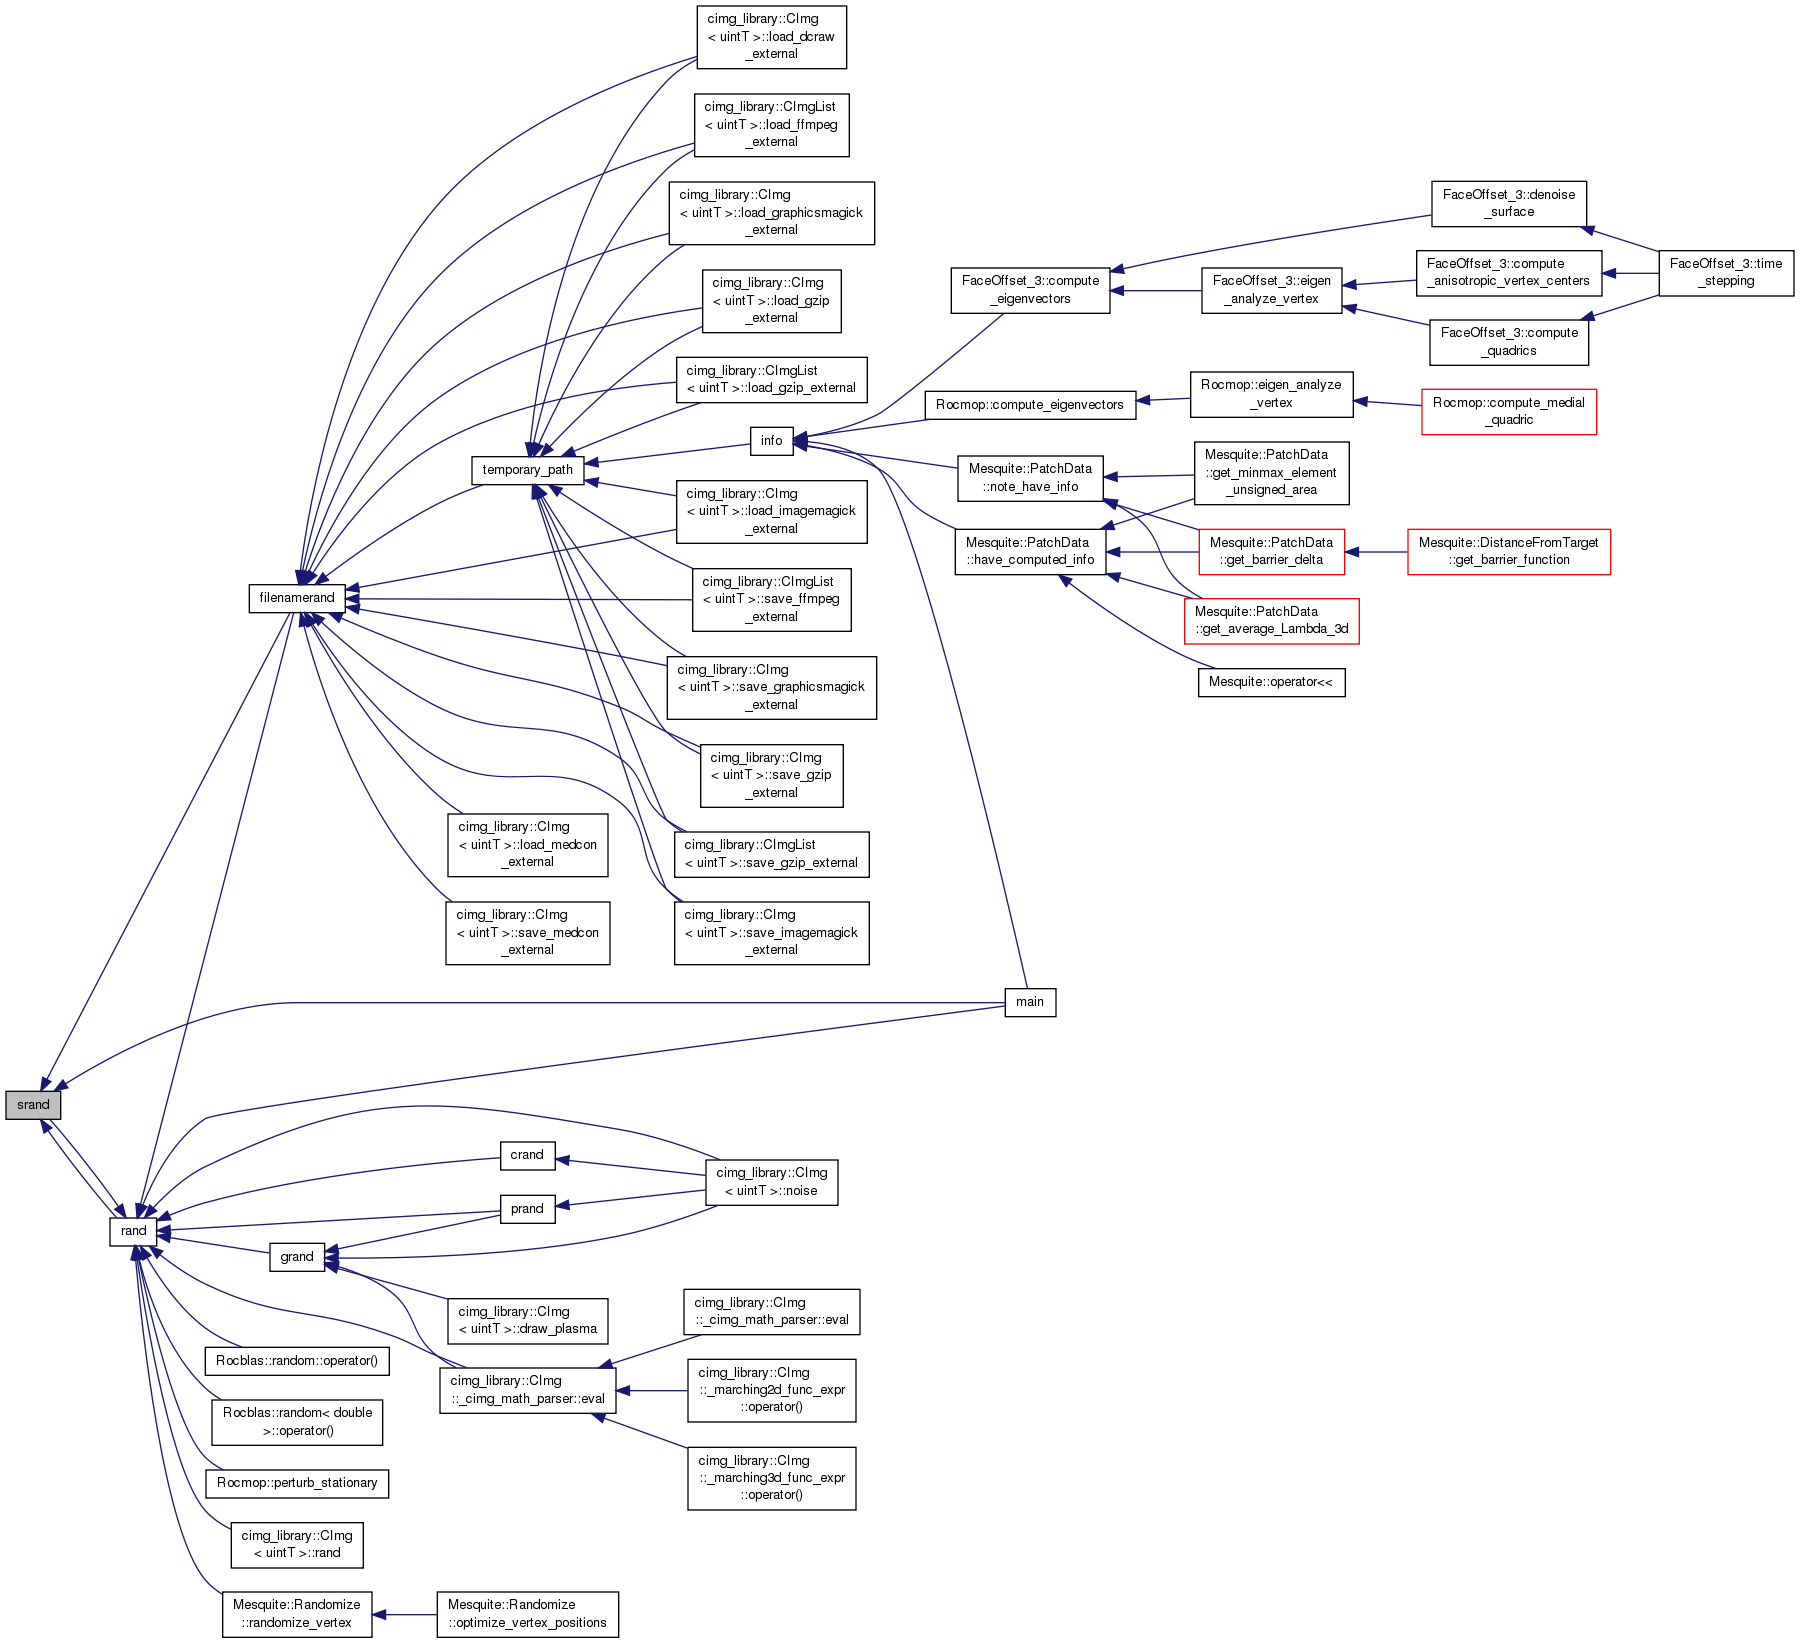 cimg_library::CImg
< uintT >::load_dcraw
_external
cimg_library::CImgList
< uintT >::load_ffmpeg
_external
cimg_library::CImg
< uintT >::load_graphicsmagick
_external
cimg_library::CImg
< uintT >::load_gzip
_external
cimg_library::CImgList
< uintT >::load_gzip_external
temporary_path
info
cimg_library::CImg
< uintT >::load_imagemagick
_external
cimg_library::CImgList
< uintT >::save_ffmpeg
_external
filenamerand
cimg_library::CImg
< uintT >::save_graphicsmagick
_external
cimg_library::CImg
< uintT >::save_gzip
_external
cimg_library::CImg
< uintT >::load_medcon
_external
cimg_library::CImgList
< uintT >::save_gzip_external
cimg_library::CImg
< uintT >::save_medcon
_external
cimg_library::CImg
< uintT >::save_imagemagick
_external
FaceOffset_3::compute
_eigenvectors
FaceOffset_3::denoise
_surface
FaceOffset_3::eigen
_analyze_vertex
FaceOffset_3::compute
_anisotropic_vertex_centers
FaceOffset_3::time
_stepping
FaceOffset_3::compute
_quadrics
Rocmop::compute_eigenvectors
Rocmop::eigen_analyze
_vertex
Rocmop::compute_medial
_quadric
Mesquite::PatchData
::note_have_info
Mesquite::PatchData
::get_minmax_element
_unsigned_area
Mesquite::PatchData
::have_computed_info
Mesquite::PatchData
::get_barrier_delta
Mesquite::DistanceFromTarget
::get_barrier_function
Mesquite::PatchData
::get_average_Lambda_3d
Mesquite::operator<<
main
srand
rand
crand
prand
grand
cimg_library::CImg
< uintT >::noise
cimg_library::CImg
< uintT >::draw_plasma
cimg_library::CImg
::_cimg_math_parser::eval
cimg_library::CImg
::_cimg_math_parser::eval
cimg_library::CImg
::_marching2d_func_expr
::operator()
cimg_library::CImg
::_marching3d_func_expr
::operator()
Rocblas::random::operator()
Rocblas::random< double
>::operator()
Rocmop::perturb_stationary
cimg_library::CImg
< uintT >::rand
Mesquite::Randomize
::randomize_vertex
Mesquite::Randomize
::optimize_vertex_positions